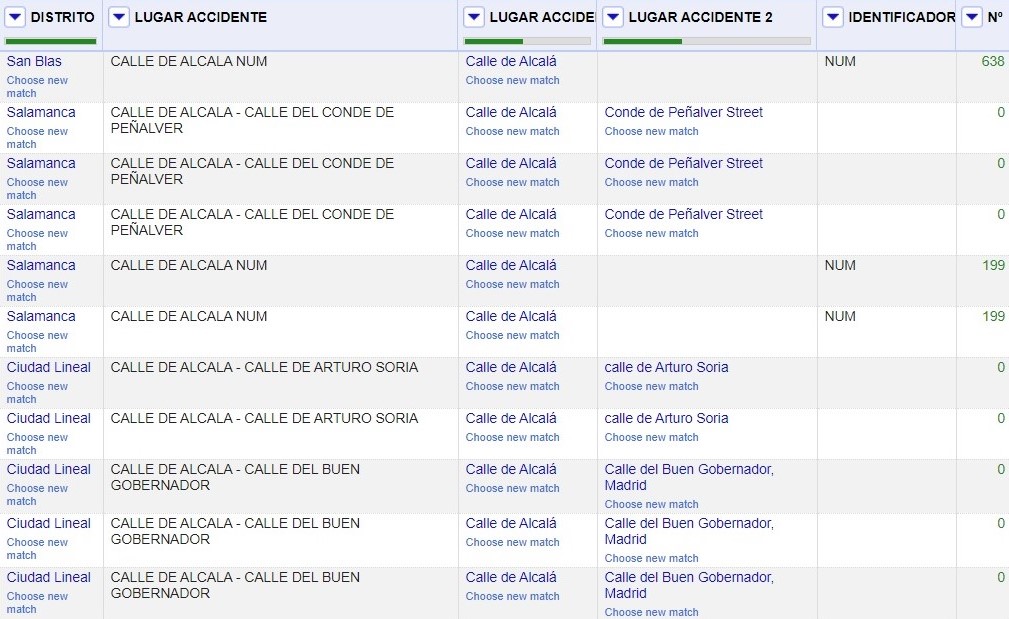 DISTRITO LUGAR ACCIDENTE LUGAR ACCIDE LUGAR ACCIDENTE 2 IDENTIFICADOR Nº
San Blas CALLE DE ALCALA NUM Calle de Alcalá NUM 638
Choose new Choose new match
match
Salamanca CALLE DE ALCALA - CALLE DEL CONDE DE Calle de Alcalá Conde de Peñalver Street 0
Choose new PEÑALVER Choose new match Choose new match
match
Salamanca CALLE DE ALCALA - CALLE DEL CONDE DE Calle de Alcalá Conde de Peñalver Street 0
Choose new PEÑALVER Choose new match Choose new match
match
Salamanca CALLE DE ALCALA - CALLE DEL CONDE DE Calle de Alcalá Conde de Peñalver Street 0
Choose new PEÑALVER Choose new match Choose new match
match
Salamanca CALLE DE ALCALA NUM Calle de Alcalá NUM 199
Choose new Choose new match
match
Salamanca CALLE DE ALCALA NUM Calle de Alcalá NUM 199
Choose new Choose new match
match
Ciudad Lineal CALLE DE ALCALA - CALLE DE ARTURO SORIA Calle de Alcalá calle de Arturo Soria 0
Choose new Choose new match Choose new match
match
Ciudad Lineal CALLE DE ALCALA - CALLE DE ARTURO SORIA Calle de Alcalá calle de Arturo Soria 0
Choose new Choose new match Choose new match
match
Ciudad Lineal CALLE DE ALCALA - CALLE DEL BUEN Calle de Alcalá Calle del Buen Gobernador, 0
Choose new GOBERNADOR Choose new match Madrid
match Choose new match
Ciudad Lineal CALLE DE ALCALA - CALLE DEL BUEN Calle de Alcalá Calle del Buen Gobernador, 0
Choose new GOBERNADOR Choose new match Madrid
match Choose new match
Ciudad Lineal CALLE DE ALCALA - CALLE DEL BUEN Calle de Alcalá Calle del Buen Gobernador, 0
Choose new GOBERNADOR Choose new match Madrid
match Choose new match